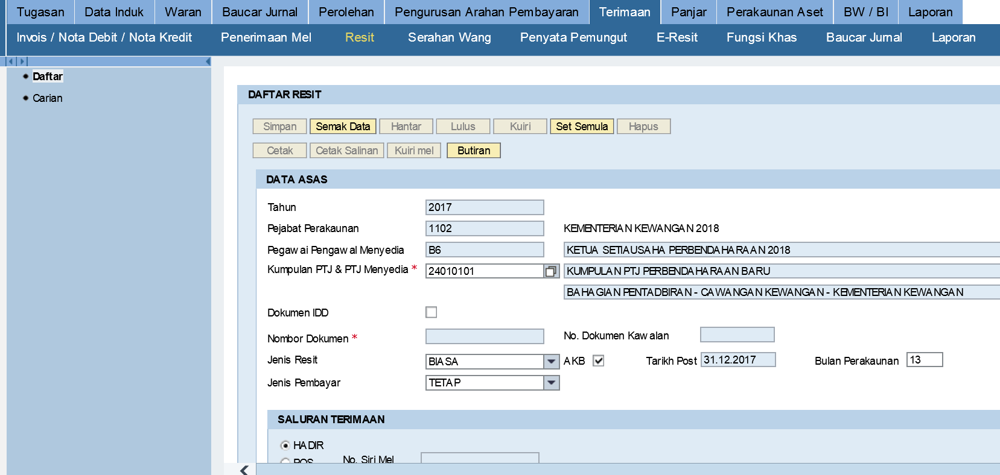 Tugasan Data Induk Waran Baucar Jurnal Perolehan Pengurusan Arahan Pembayaran Terimaan Panjar Perakaunan Aset BW / BI Laporan
Invois / Nota Debit / Nota Kredit Penerimaan Mel Resit Serahan Wang Penyata Pemungut E-Resit Fungsi Khas Baucar Jurnal Laporan
Daftar
Carian
DAFTAR RESIT
Simpan Semak Data Hantar Lulus Kuiri Set Semula Hapus
Cetak Cetak Salinan Kuiri mel Butiran
DATA ASAS
Tahun 2017
Pejabat Perakaunan 1102 KEMENTERIAN KEWANGAN 2018
Pegawai Pengawal Menyedia B6 KETUA SETIAUSAHA PERBENDAHARAAN 2018
Kumpulan PTJ & PTJ Menyedia * 24010101 KUMPULAN PTJ PERBENDAHARAAN BARU
BAHAGIAN PENTADBIRAN - CAWANGAN KEWANGAN - KEMENTERIAN KEWANGAN
Dokumen IDD
Nombor Dokumen * No. Dokumen Kawalan
Jenis Resit BIASA AKB Tarikh Post 31.12.2017 Bulan Perakaunan 13
Jenis Pembayar TETAP
SALURAN TERIMAAN
HADIR
POS No. Siri Mel